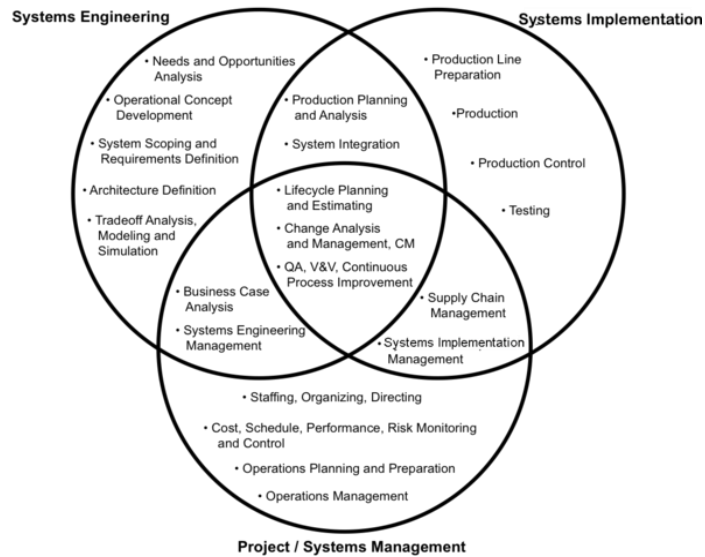 Systems Engineering
Systems Implementation
• Needs and Opportunities
Analysis
• Operational Concept
Development
• System Scoping and
Requirements Definition
• Architecture Definition
• Tradeoff Analysis,
Modeling and
Simulation
• Production Planning
and Analysis
• System Integration
• Production Line
Preparation
• Production
• Production Control
• Testing
• Lifecycle Planning
and Estimating
• Change Analysis
and Management, CM
• QA, V&V, Continuous
Process Improvement
• Business Case
Analysis
• Systems Engineering
Management
• Supply Chain
Management
• Systems Implementation
Management
• Staffing, Organizing, Directing
• Cost, Schedule, Performance, Risk Monitoring
and Control
• Operations Planning and Preparation
• Operations Management
Project / Systems Management